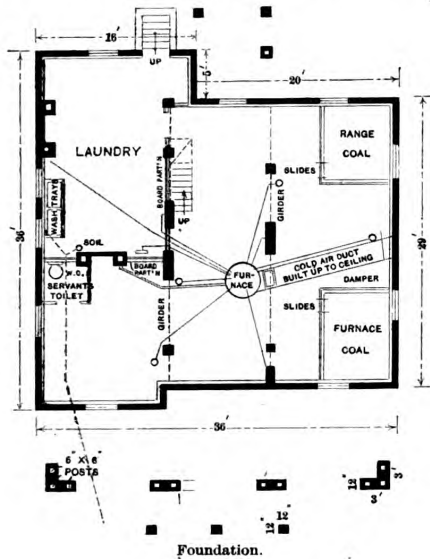 16'
UP
5'
20'
36'
LAUNDRY
RANGE
COAL
SLIDES
BOARD PART'N
GIRDER
WASH TRAYS
UP
29'
SOIL
W.C.
SERVANTS
TOILET
BOARD
PART'N
FUR-
NACE
COLD AIR DUCT
BUILT UP TO CEILING
DAMPER
GIRDER
SLIDES
FURNACE
COAL
36'
6" X 6"
POSTS
12"
3'
3'
12"
12"
Foundation.